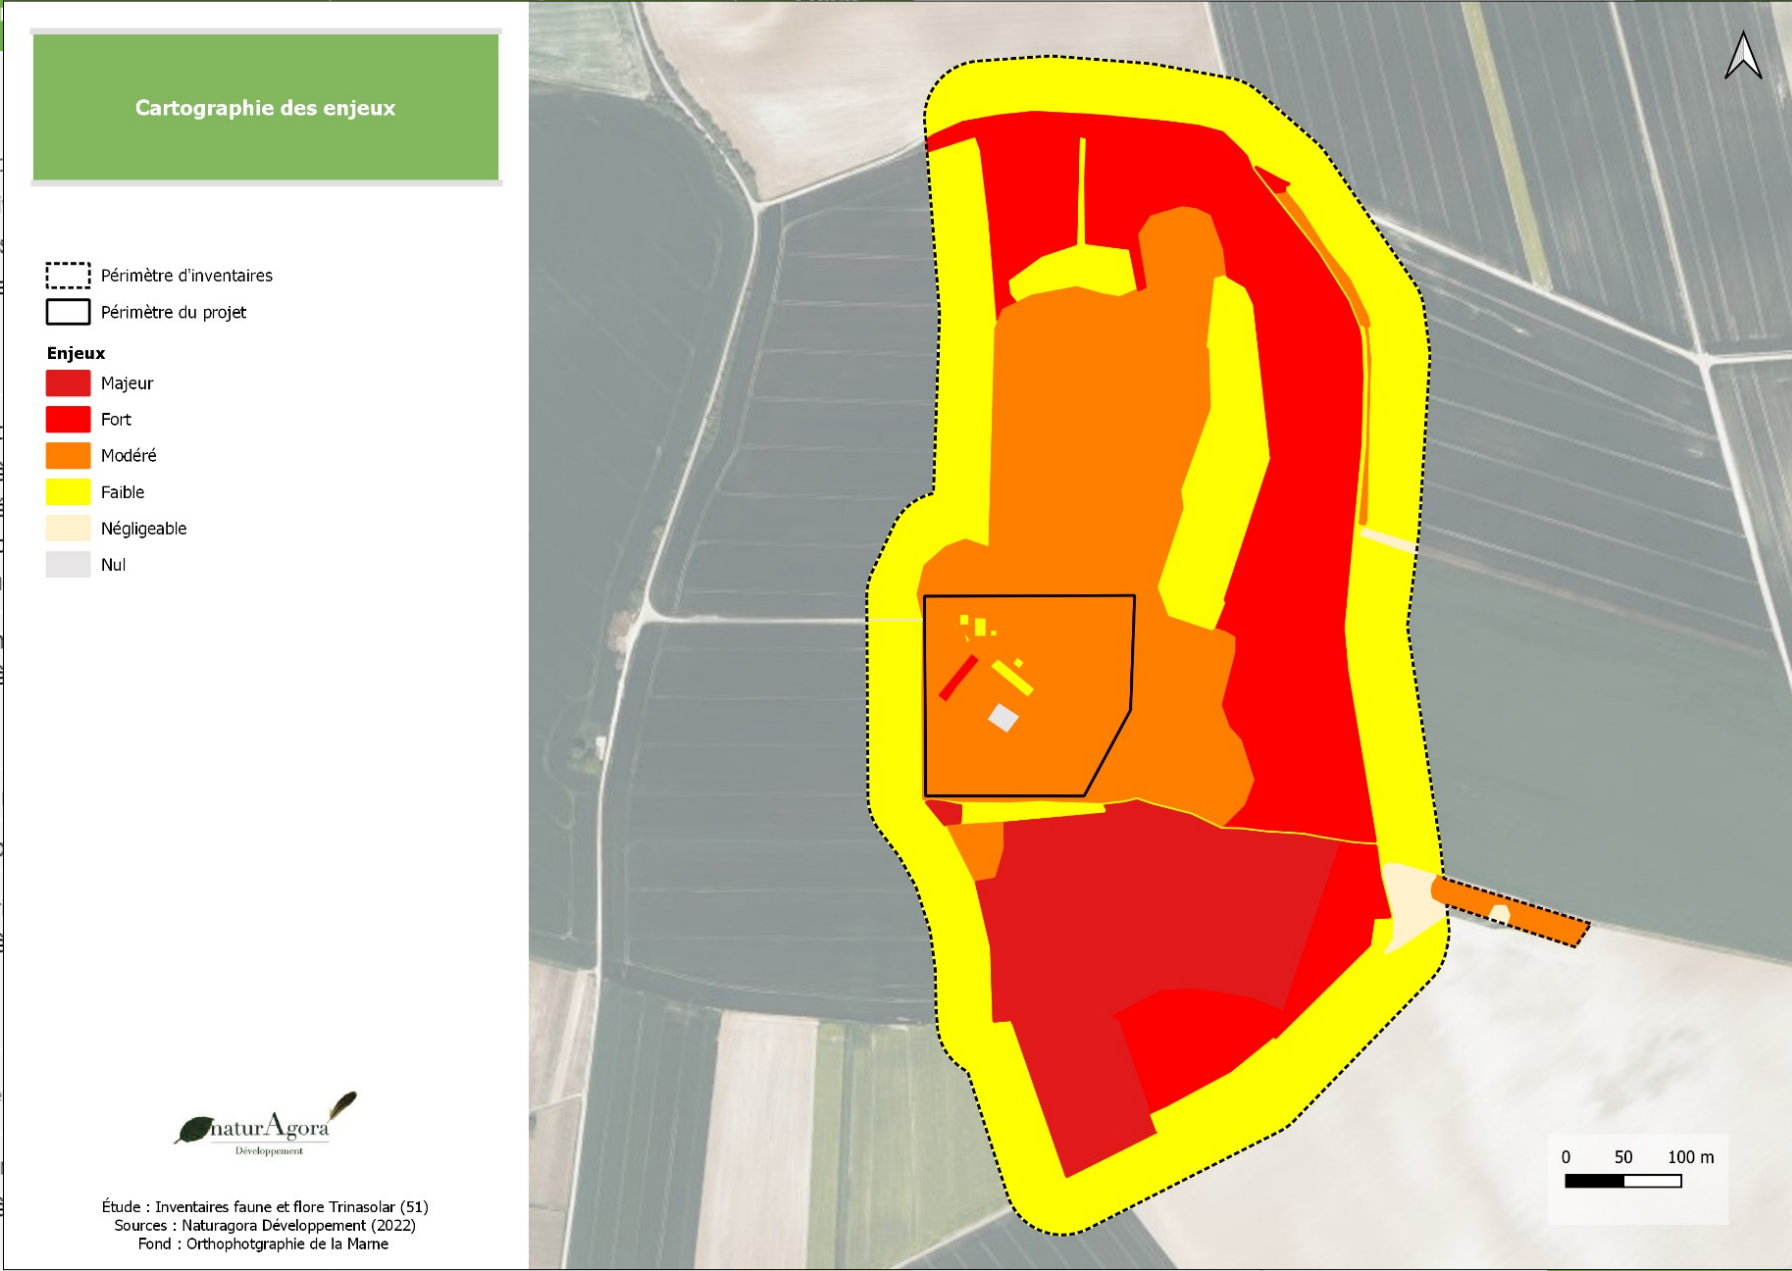 Cartographie des enjeux
Périmètre d'inventaires
Périmètre du projet
Enjeux
Majeur
Fort
Modéré
Faible
Négligeable
Nul
naturAgora
Développement
Étude : Inventaires faune et flore Trinasolar (51)
Sources : Naturagora Développement (2022)
Fond : Orthophotgraphie de la Marne
0 50 100 m